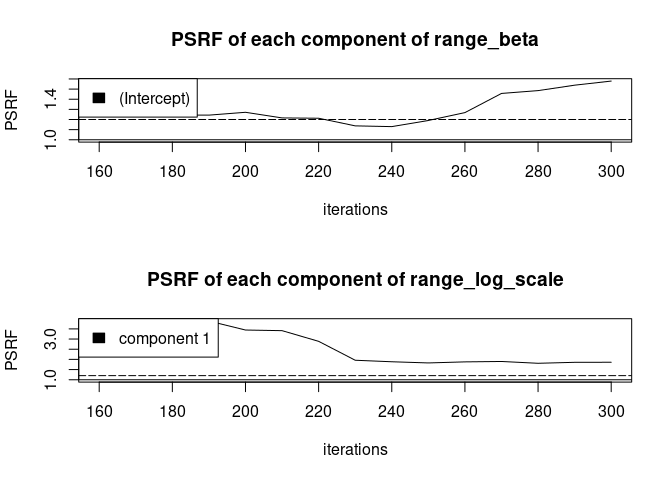 PSRF of each component of range_beta
PSRF
1.4
1.0
(Intercept)
160 180 200 220 240 260 280 300
iterations
PSRF of each component of range_log_scale
PSRF
3.0
1.0
component 1
160 180 200 220 240 260 280 300
iterations